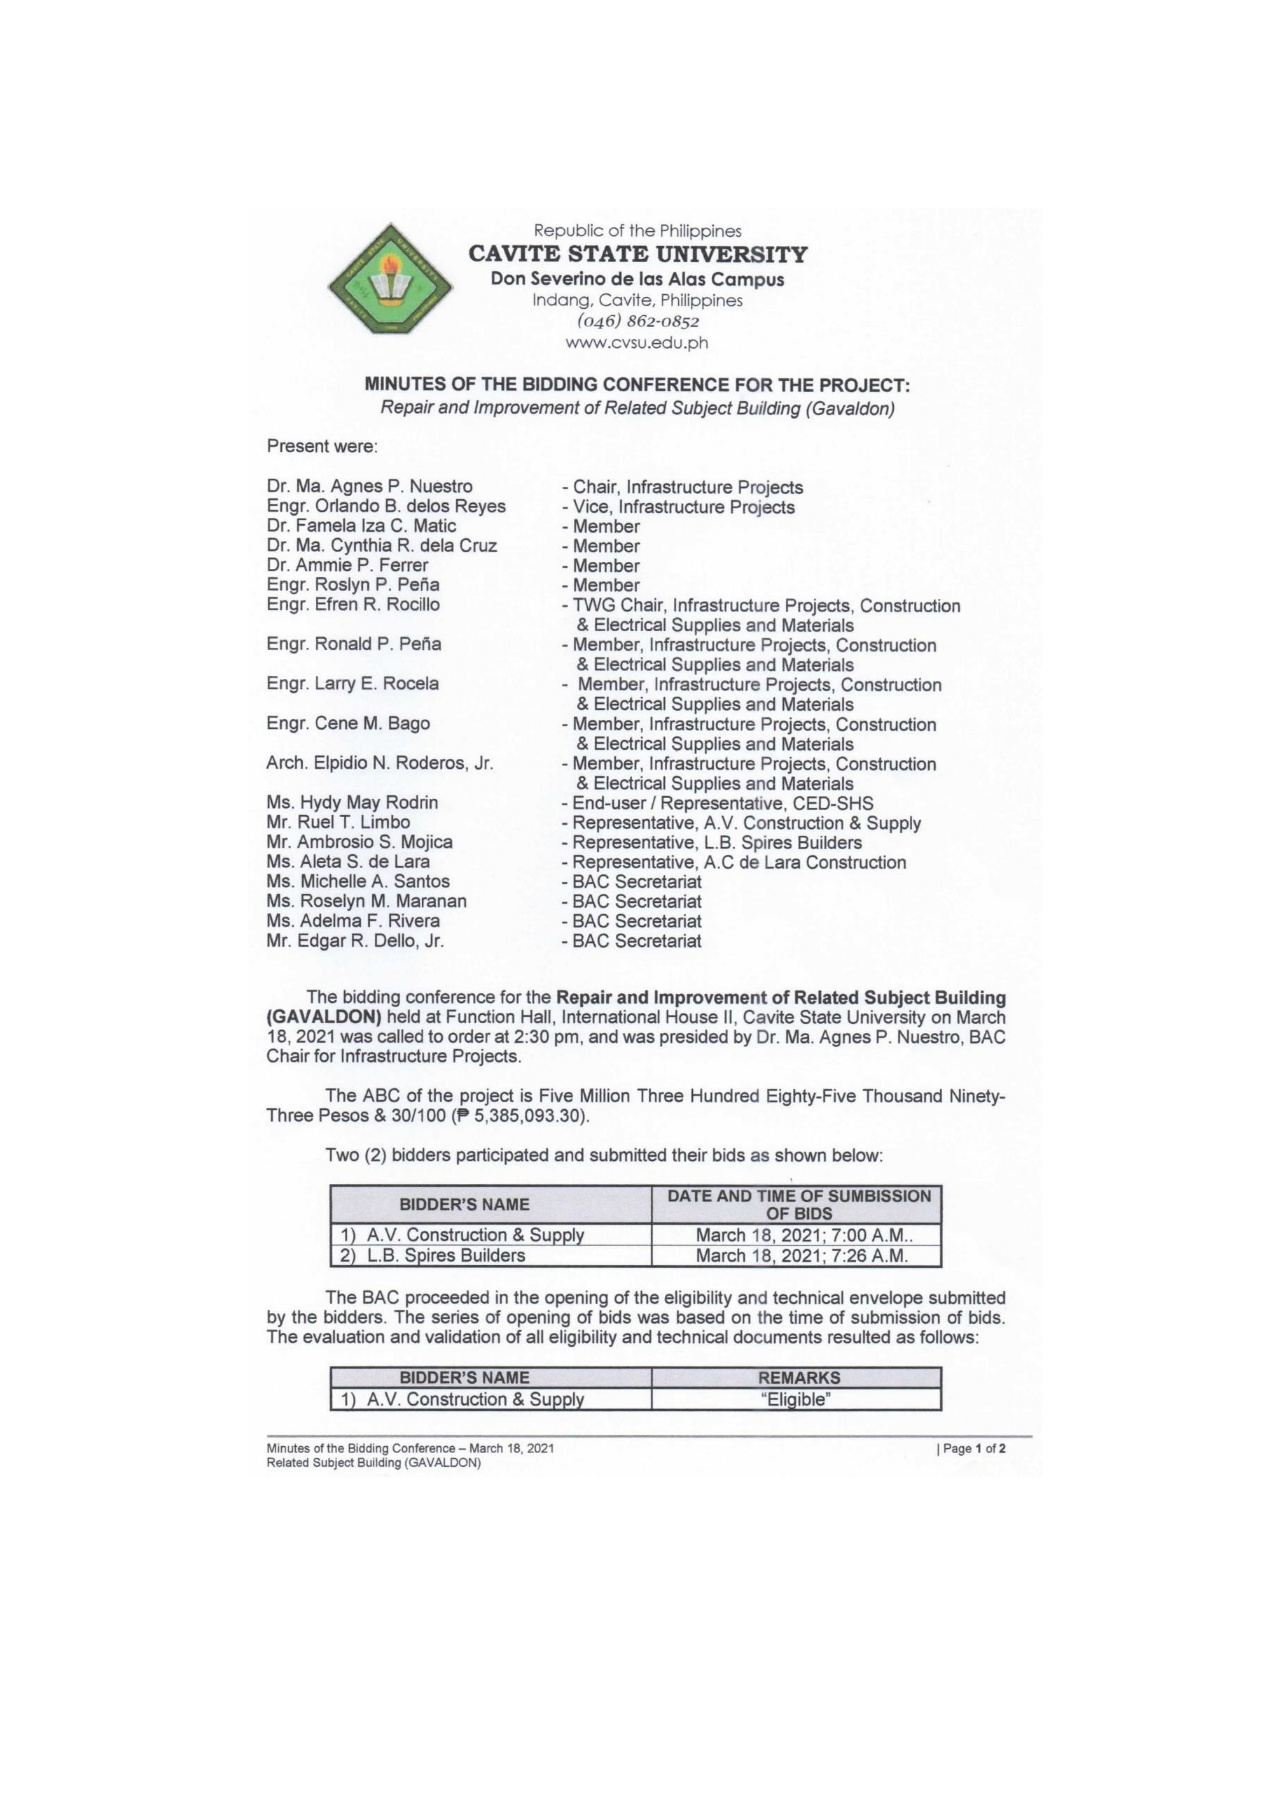 Republic of the Philippines
CAVITE STATE UNIVERSITY
Don Severino de las Alas Campus
Indang, Cavite, Philippines
(046) 862-0852
www.cvsu.edu.ph
MINUTES OF THE BIDDING CONFERENCE FOR THE PROJECT:
Repair and Improvement of Related Subject Building (Gavaldon)
Present were:
Dr. Ma. Agnes P. Nuestro - Chair, Infrastructure Projects
Engr. Orlando B. delos Reyes - Vice, Infrastructure Projects
Dr. Famela Iza C. Matic - Member
Dr. Ma. Cynthia R. dela Cruz - Member
Dr. Ammie P. Ferrer - Member
Engr. Roslyn P. Peña - Member
Engr. Efren R. Rocillo - TWG Chair, Infrastructure Projects, Construction
& Electrical Supplies and Materials
Engr. Ronald P. Peña - Member, Infrastructure Projects, Construction
& Electrical Supplies and Materials
Engr. Larry E. Rocela - Member, Infrastructure Projects, Construction
& Electrical Supplies and Materials
Engr. Cene M. Bago - Member, Infrastructure Projects, Construction
& Electrical Supplies and Materials
Arch. Elpidio N. Roderos, Jr. - Member, Infrastructure Projects, Construction
& Electrical Supplies and Materials
Ms. Hydy May Rodrin - End-user / Representative, CED-SHS
Mr. Ruel T. Limbo - Representative, A.V. Construction & Supply
Mr. Ambrosio S. Mojica - Representative, L.B. Spires Builders
Ms. Aleta S. de Lara - Representative, A.C de Lara Construction
Ms. Michelle A. Santos - BAC Secretariat
Ms. Roselyn M. Maranan - BAC Secretariat
Ms. Adelma F. Rivera - BAC Secretariat
Mr. Edgar R. Dello, Jr. - BAC Secretariat
The bidding conference for the Repair and Improvement of Related Subject Building
(GAVALDON) held at Function Hall, International House II, Cavite State University on March
18, 2021 was called to order at 2:30 pm, and was presided by Dr. Ma. Agnes P. Nuestro, BAC
Chair for Infrastructure Projects.
The ABC of the project is Five Million Three Hundred Eighty-Five Thousand Ninety-
Three Pesos & 30/100 (₱ 5,385,093.30).
Two (2) bidders participated and submitted their bids as shown below:
BIDDER'S NAME DATE AND TIME OF SUMBISSION
OF BIDS
1) A.V. Construction & Supply March 18, 2021; 7:00 A.M..
2) L.B. Spires Builders March 18, 2021; 7:26 A.M.
The BAC proceeded in the opening of the eligibility and technical envelope submitted
by the bidders. The series of opening of bids was based on the time of submission of bids.
The evaluation and validation of all eligibility and technical documents resulted as follows:
BIDDER'S NAME REMARKS
1) A.V. Construction & Supply "Eligible"
Minutes of the Bidding Conference – March 18, 2021 | Page 1 of 2
Related Subject Building (GAVALDON)